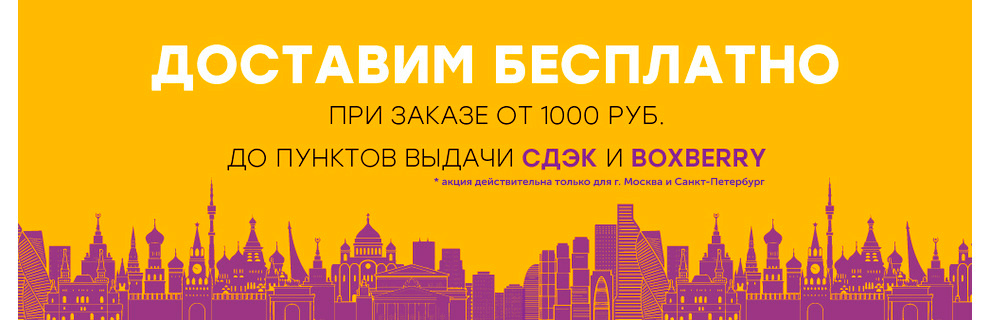 ДОСТАВИМ БЕСПЛАТНО
ПРИ ЗАКАЗЕ ОТ 1000 РУБ.
ДО ПУНКТОВ ВЫДАЧИ СДЭК И BOXBERRY
* акция действительна только для г. Москва и Санкт-Петербург